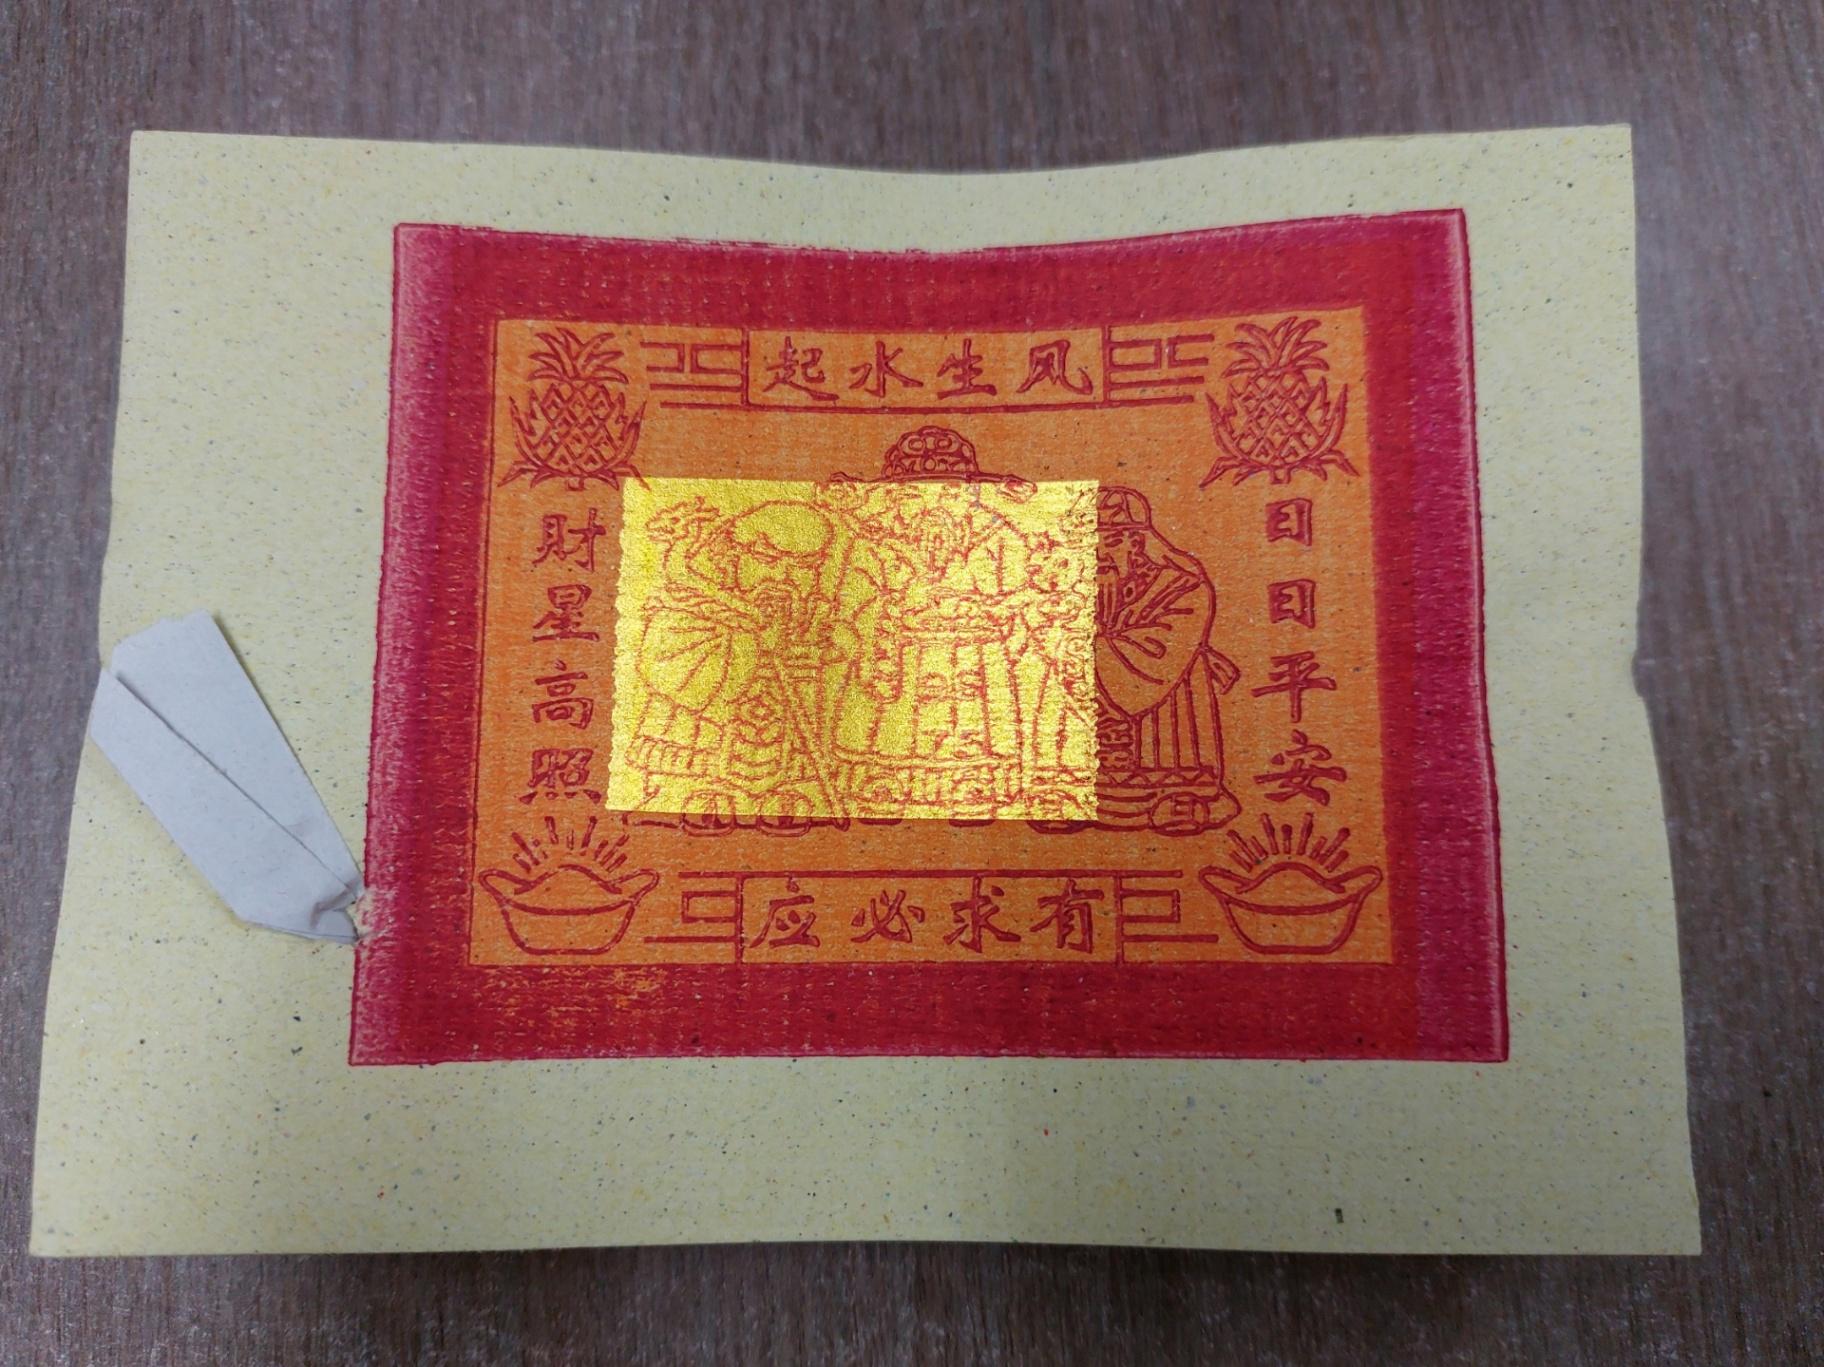 风生水起
日日平安
財星高照
有求必应